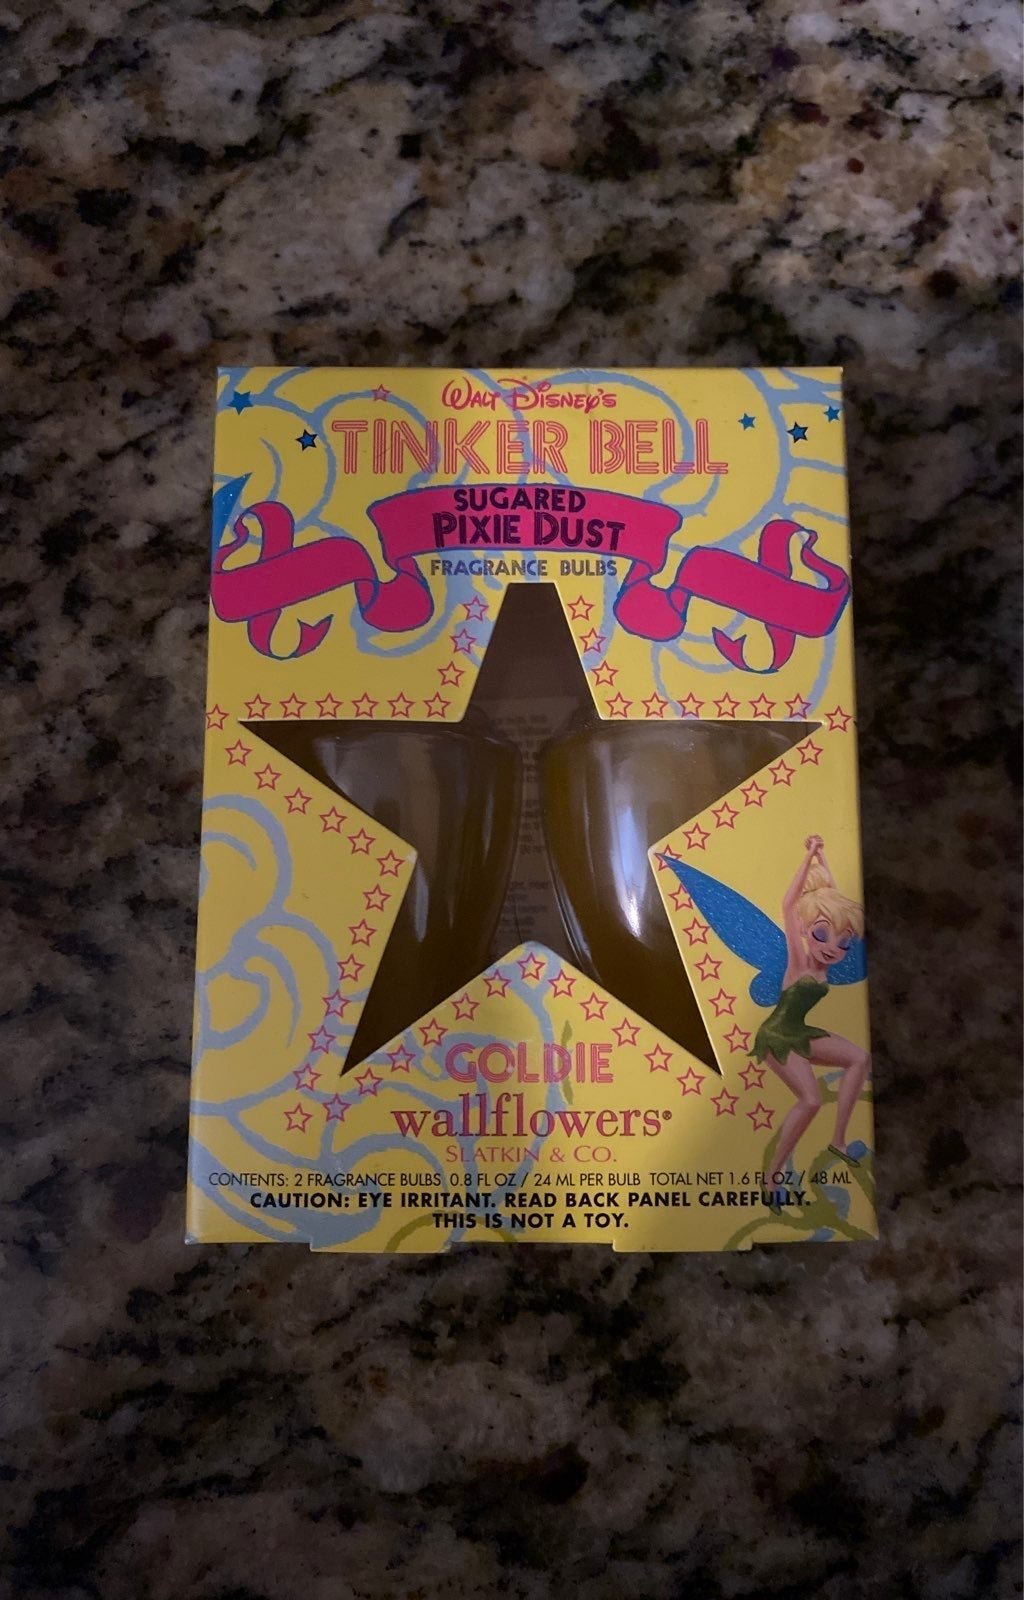 WALT DISNEY'S
TINKER BELL
SUGARED
PIXIE DUST
FRAGRANCE BULBS
GOLDIE
wallflowers®
SLATKIN & CO.
CONTENTS: 2 FRAGRANCE BULBS 0.8 FL OZ / 24 ML PER BULB TOTAL NET 1.6 FL OZ / 48 ML
CAUTION: EYE IRRITANT. READ BACK PANEL CAREFULLY.
THIS IS NOT A TOY.